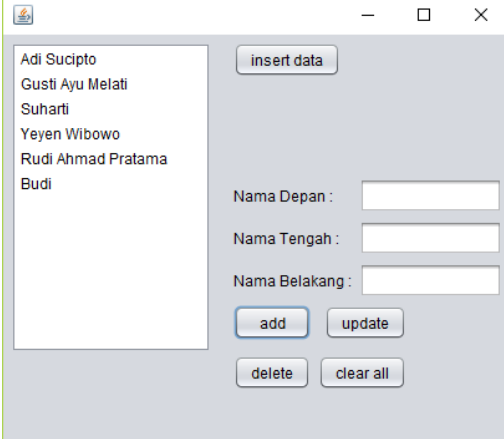 Adi Sucipto
Gusti Ayu Melati
Suharti
Yeyen Wibowo
Rudi Ahmad Pratama
Budi
insert data
Nama Depan :
Nama Tengah :
Nama Belakang :
add update
delete clear all